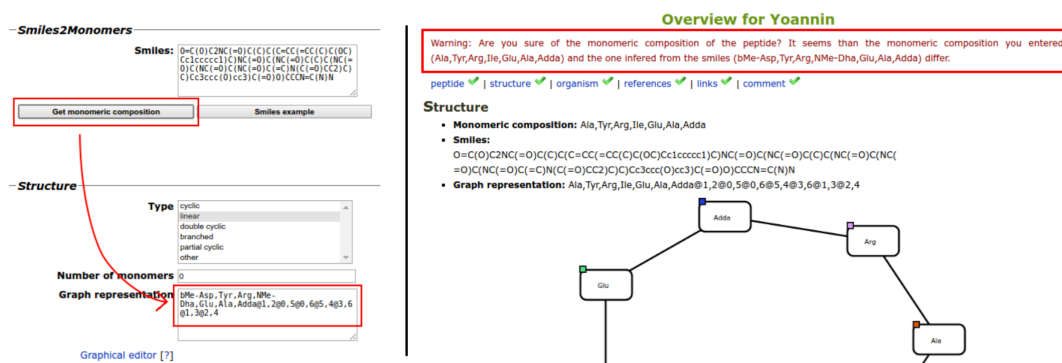 Smiles2Monomers
Smiles:
O=C(O)C2NC(=O)C(C)C(C=CC(=CC(C)C(OC)
Cc1ccccc1)C)NC(=O)C(NC(=O)C(C)C(NC(=
O)C(NC(=O)C(NC(=O)C(=C)N(C(=O)CC2)C)
C)Cc3ccc(O)cc3)C(=O)O)CCCN=C(N)N
Get monomeric composition
Smiles example
Structure
Type
cyclic
linear
double cyclic
branched
partial cyclic
other
Number of monomers 0
Graph representation
bMe-Asp,Tyr,Arg,NMe-
Dha,Glu,Ala,Adda@1,2@0,5@0,6@5,4@3,6
@1,3@2,4
Graphical editor [?]
Overview for Yoannin
Warning: Are you sure of the monomeric composition of the peptide? It seems than the monomeric composition you entered
(Ala,Tyr,Arg,Ile,Glu,Ala,Adda) and the one infered from the smiles (bMe-Asp,Tyr,Arg,NMe-Dha,Glu,Ala,Adda) differ.
peptide | structure | organism | references | links | comment
Structure
Monomeric composition: Ala,Tyr,Arg,Ile,Glu,Ala,Adda
Smiles:
O=C(O)C2NC(=O)C(C)C(C=CC(=CC(C)C(OC)Cc1ccccc1)C)NC(=O)C(NC(=O)C(C)C(NC(=O)C(NC(
=O)C(NC(=O)C(=C)N(C(=O)CC2)C)C)Cc3ccc(O)cc3)C(=O)O)CCCN=C(N)N
Graph representation: Ala,Tyr,Arg,Ile,Glu,Ala,Adda@1,2@0,5@0,6@5,4@3,6@1,3@2,4
Adda
Arg
Glu
Ala